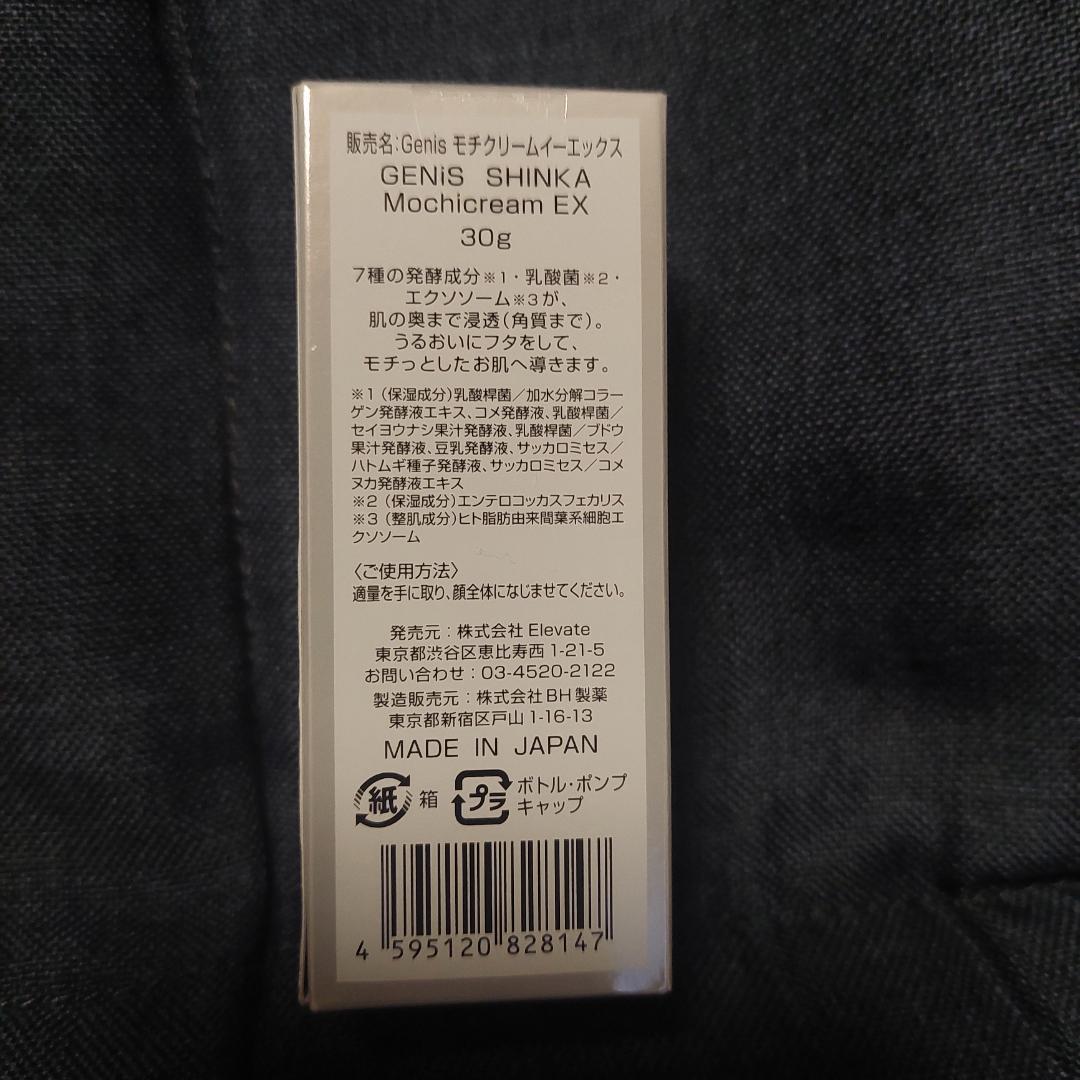 販売名:Genis モチクリームイーエックス
GENiS SHINKA
Mochicream EX
30g
7種の発酵成分※1・乳酸菌※2・
エクソソーム※3が、
肌の奥まで浸透(角質まで)。
うるおいにフタをして、
モチっとしたお肌へ導きます。
※1(保湿成分)乳酸桿菌/加水分解コラー
ゲン発酵液エキス、コメ発酵液、乳酸桿菌/
セイヨウナシ果汁発酵液、乳酸桿菌/ブドウ
果汁発酵液、豆乳発酵液、サッカロミセス/
ハトムギ種子発酵液、サッカロミセス/コメ
ヌカ発酵液エキス
※2(保湿成分)エンテロコッカスフェカリス
※3(整肌成分)ヒト脂肪由来間葉系細胞エ
クソソーム
〈ご使用方法〉
適量を手に取り、顔全体になじませてください。
発売元:株式会社Elevate
東京都渋谷区恵比寿西1-21-5
お問い合わせ:03-4520-2122
製造販売元:株式会社BH製薬
東京都新宿区戸山1-16-13
MADE IN JAPAN
紙 箱 プラ ボトル・ポンプ
キャップ
4 595120 828147